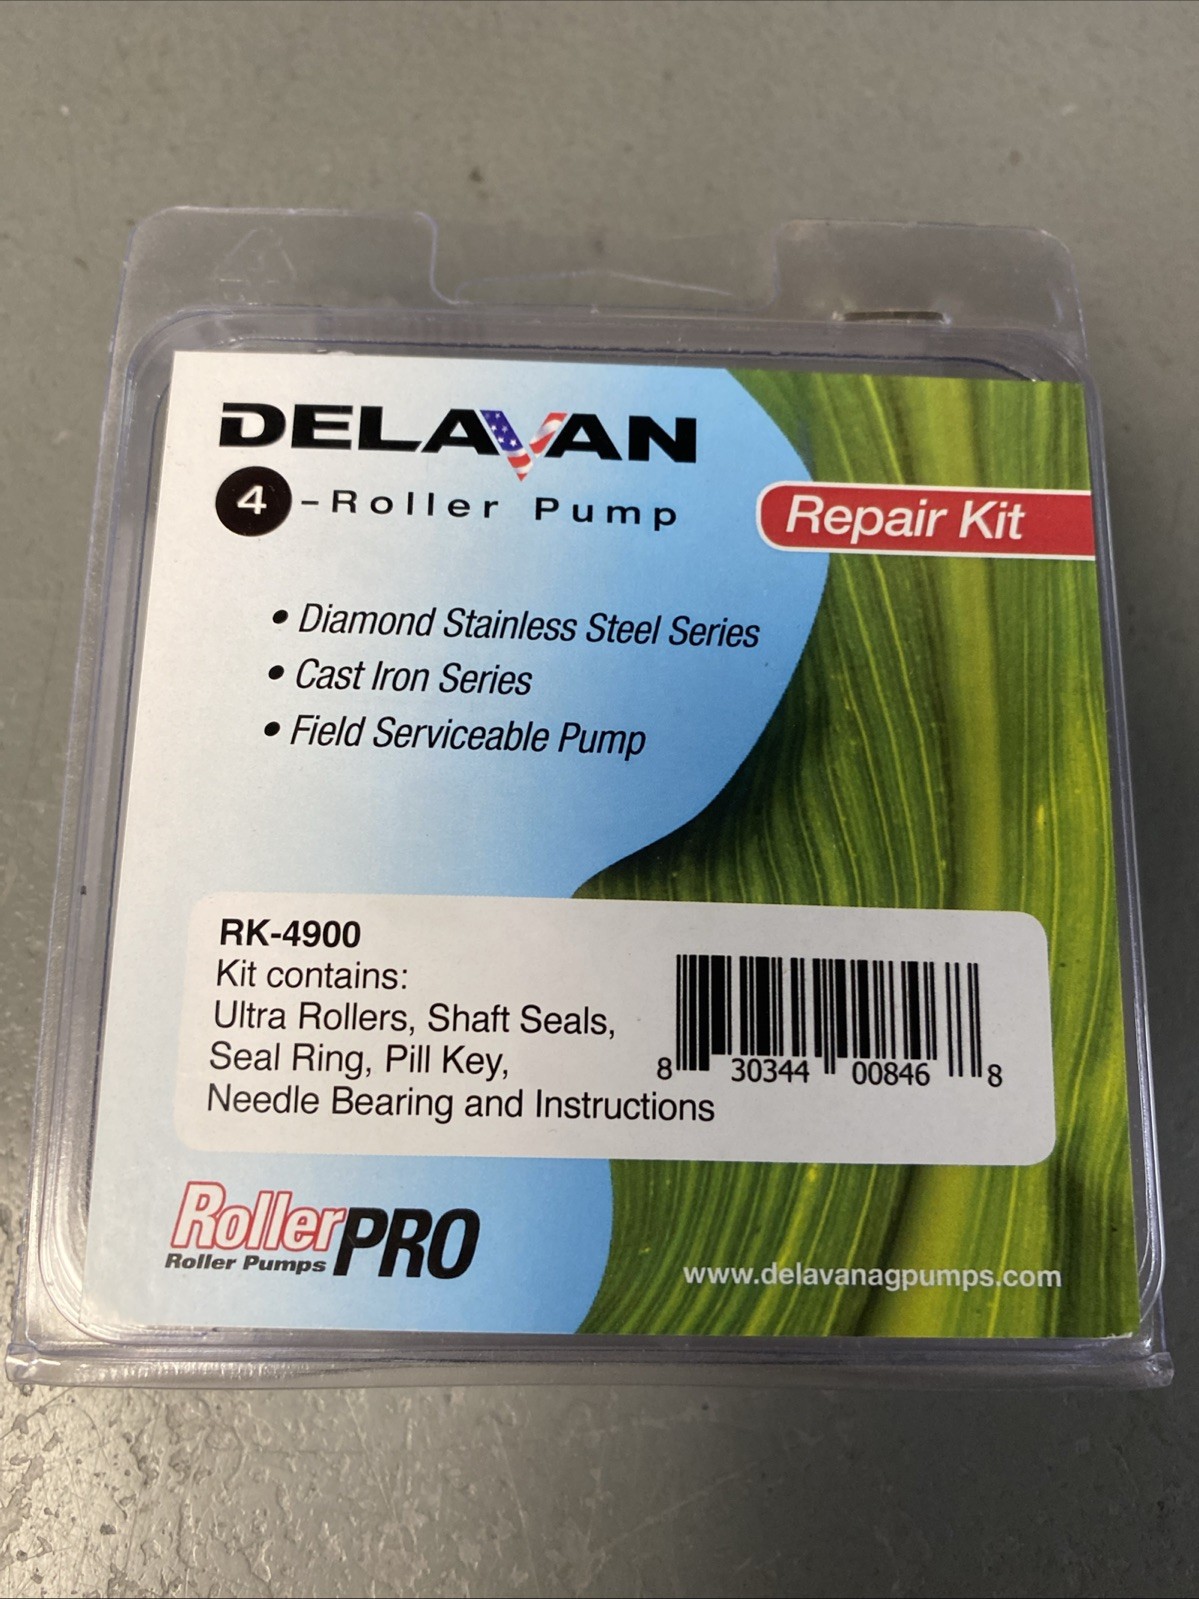 DELAVAN
4-Roller Pump
Repair Kit
• Diamond Stainless Steel Series
• Cast Iron Series
• Field Serviceable Pump
RK-4900
Kit contains:
Ultra Rollers, Shaft Seals,
Seal Ring, Pill Key,
Needle Bearing and Instructions
8 30344 00846 8
RollerPRO
Roller Pumps
www.delavanagpumps.com